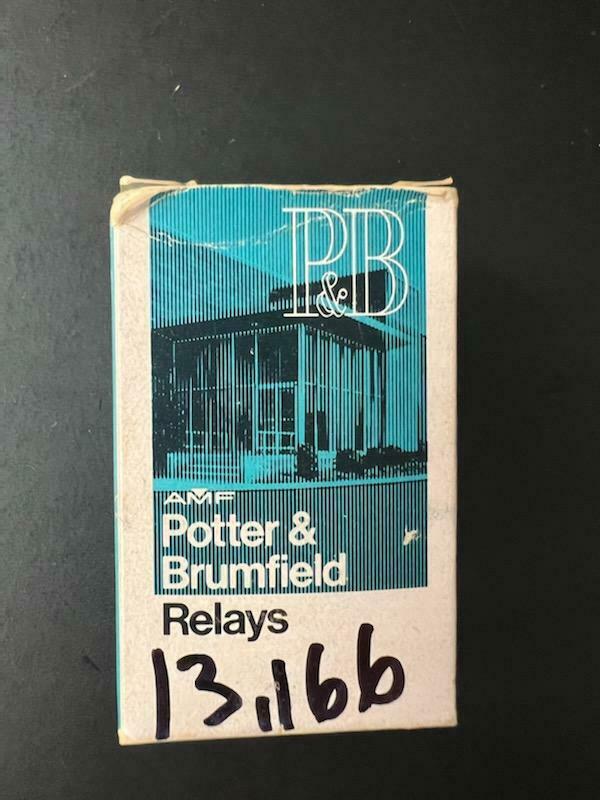 P&B
AMF
Potter &
Brumfield
Relays
13,166